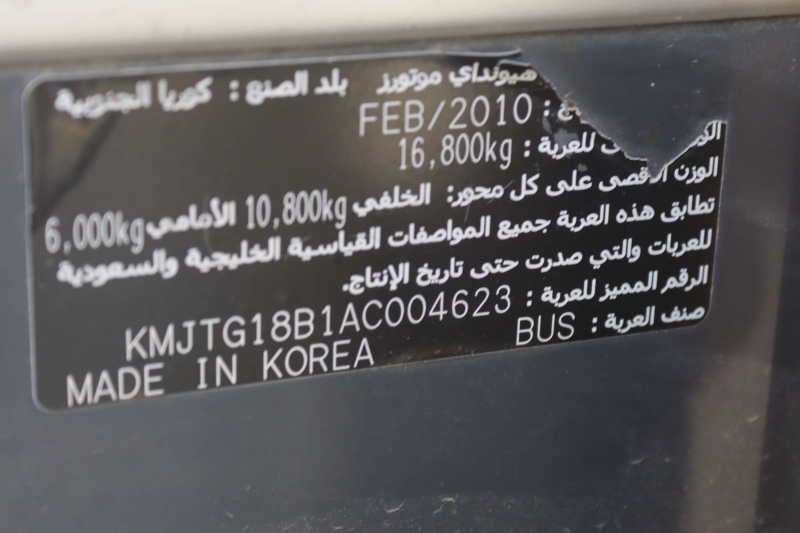 هيونداي موتورز بلد الصنع : كوريا الجنوبية
: FEB/2010
للعربة : 16,800kg
الوزن الأقصى على كل محور: الخلفي 10,800kg الأمامي 6,000kg
تطابق هذه العربة جميع المواصفات القياسية الخليجية والسعودية
للعربات والتي صدرت حتى تاريخ الإنتاج.
الرقم المميز للعربة : KMJTG18B1AC004623
صنف العربة : BUS
MADE IN KOREA